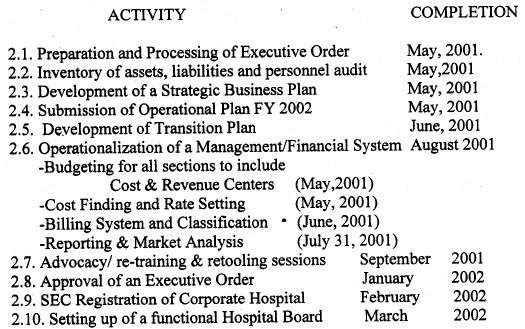 ACTIVITY COMPLETION
2.1. Preparation and Processing of Executive Order May, 2001.
2.2. Inventory of assets, liabilities and personnel audit May,2001
2.3. Development of a Strategic Business Plan May, 2001
2.4. Submission of Operational Plan FY 2002 May, 2001
2.5. Development of Transition Plan June, 2001
2.6. Operationalization of a Management/Financial System August 2001
-Budgeting for all sections to include
Cost & Revenue Centers (May,2001)
-Cost Finding and Rate Setting (May, 2001)
-Billing System and Classification (June, 2001)
-Reporting & Market Analysis (July 31, 2001)
2.7. Advocacy/ re-training & retooling sessions September 2001
2.8. Approval of an Executive Order January 2002
2.9. SEC Registration of Corporate Hospital February 2002
2.10. Setting up of a functional Hospital Board March 2002